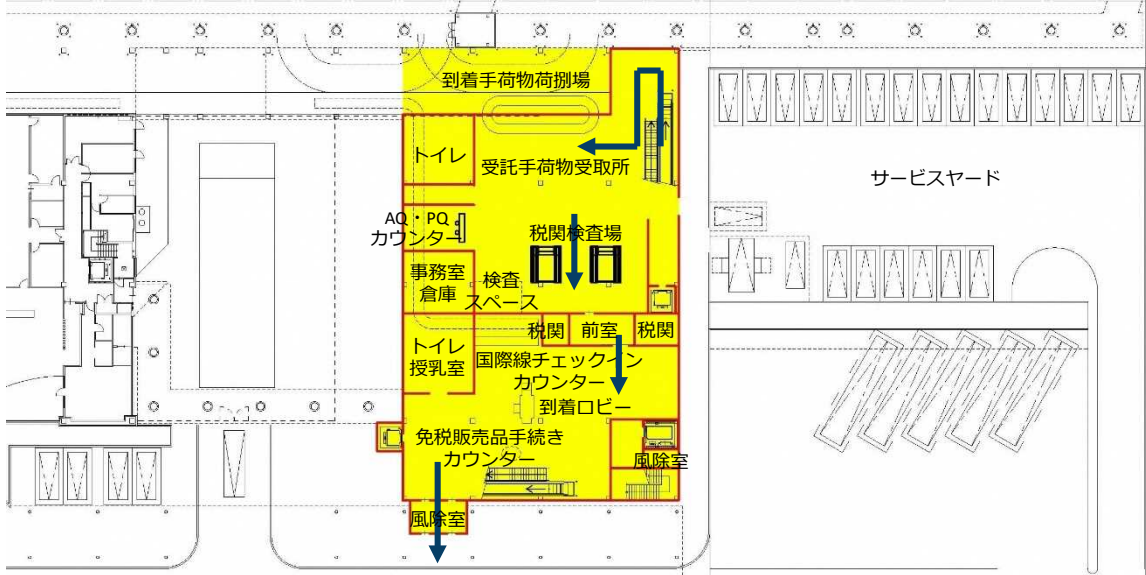 到着手荷物荷捌場
トイレ
受託手荷物受取所
サービスヤード
AQ・PQ
カウンター
税関検査場
事務室
倉庫
検査
スペース
税関
前室
税関
トイレ
授乳室
国際線チェックイン
カウンター
到着ロビー
免税販売品手続き
カウンター
風除室
風除室